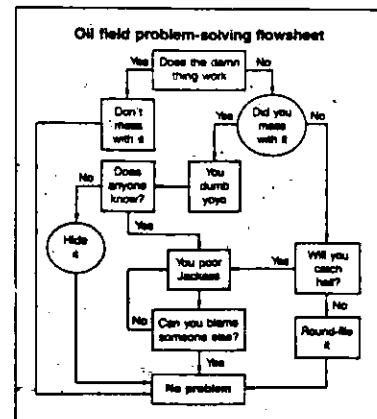 Oil field problem-solving flowsheet
Does the damn
thing work
Yes
No
Don't
mess
with it
Did you
mess
with it
Yes
No
You
dumb
yoyo
Does
anyone
know?
No
Yes
Hide
it
You poor
Jackass
Yes
Will you
catch
hell?
No
No
Can you blame
someone else?
Round-file
it
Yes
No problem